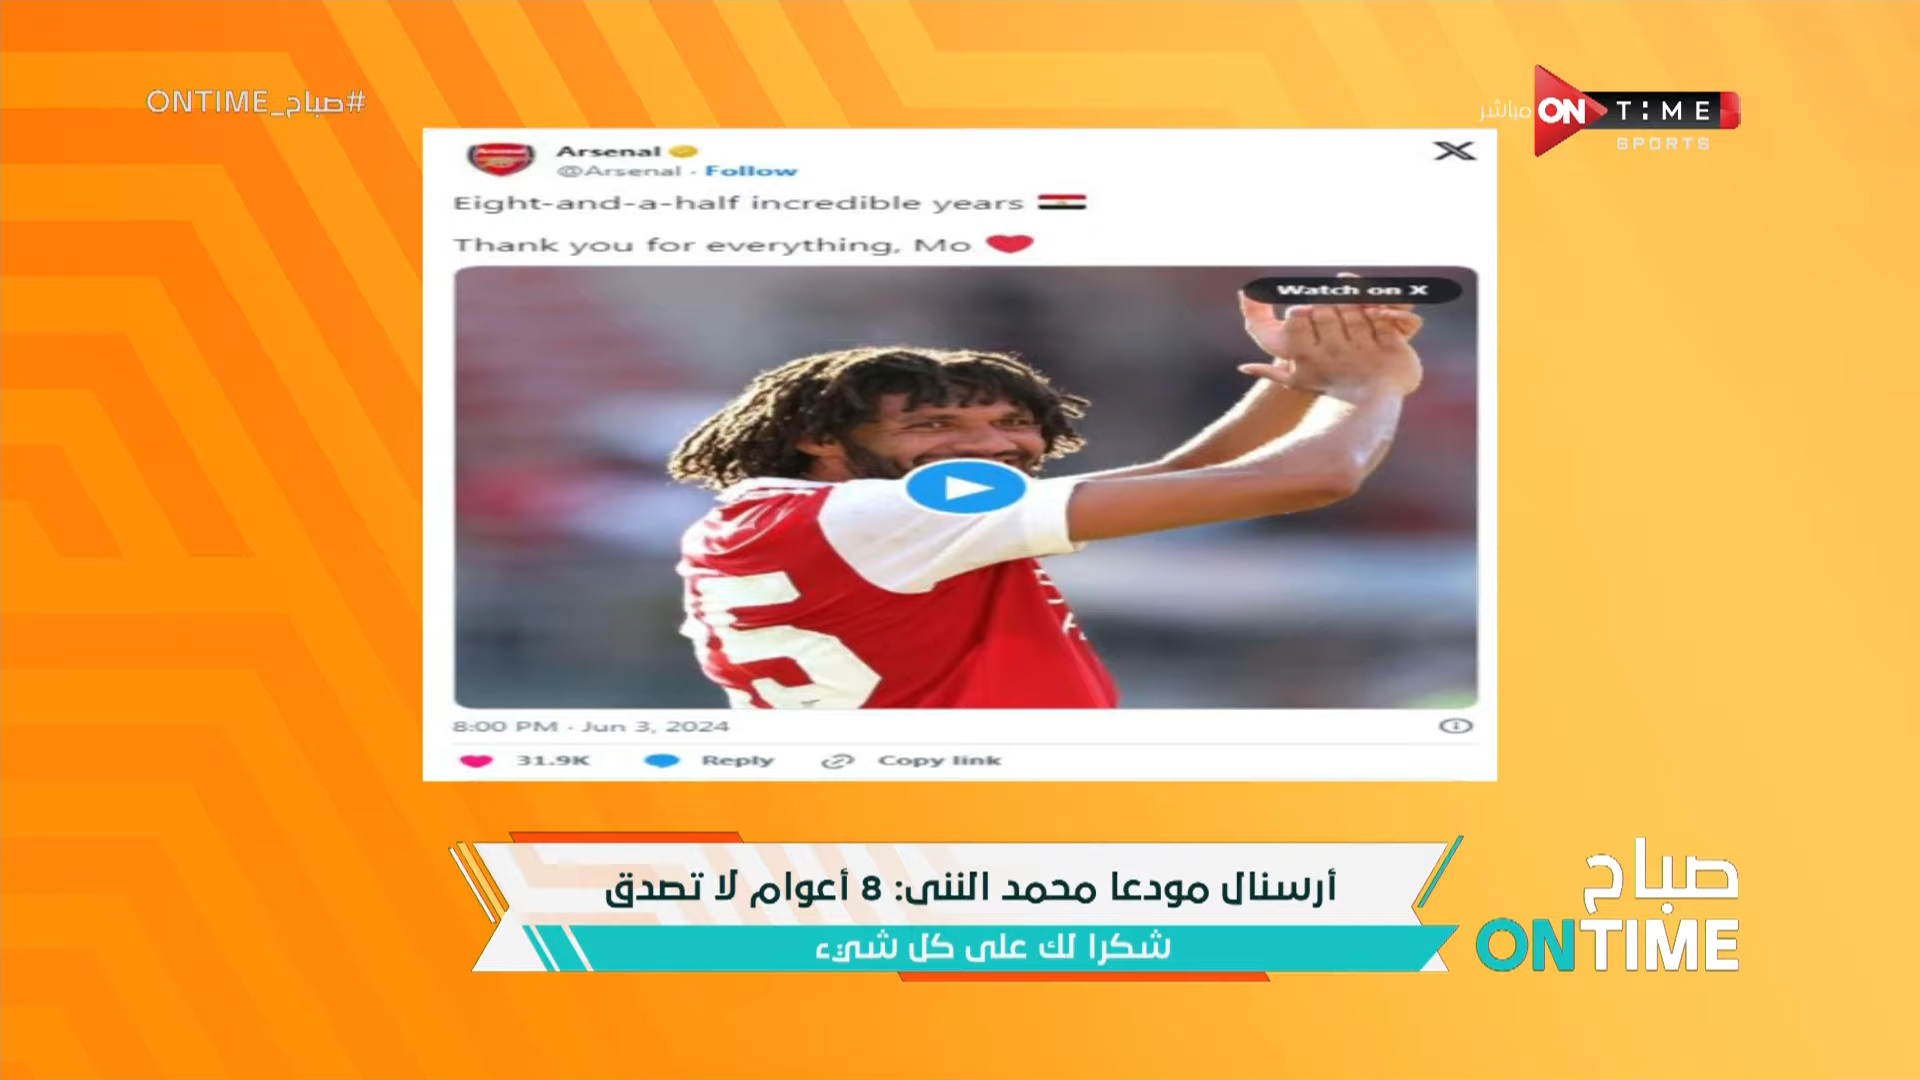 #صباح_ONTIME
مباشر ON TIME
SPORTS
Arsenal
@Arsenal · Follow
Eight-and-a-half incredible years
Thank you for everything, Mo
Watch on X
5
8:00 PM · Jun 3, 2024
31.9K Reply Copy link
أرسنال مودعا محمد الننى: 8 أعوام لا تصدق
شكرا لك على كل شيء
صباح
ONTIME